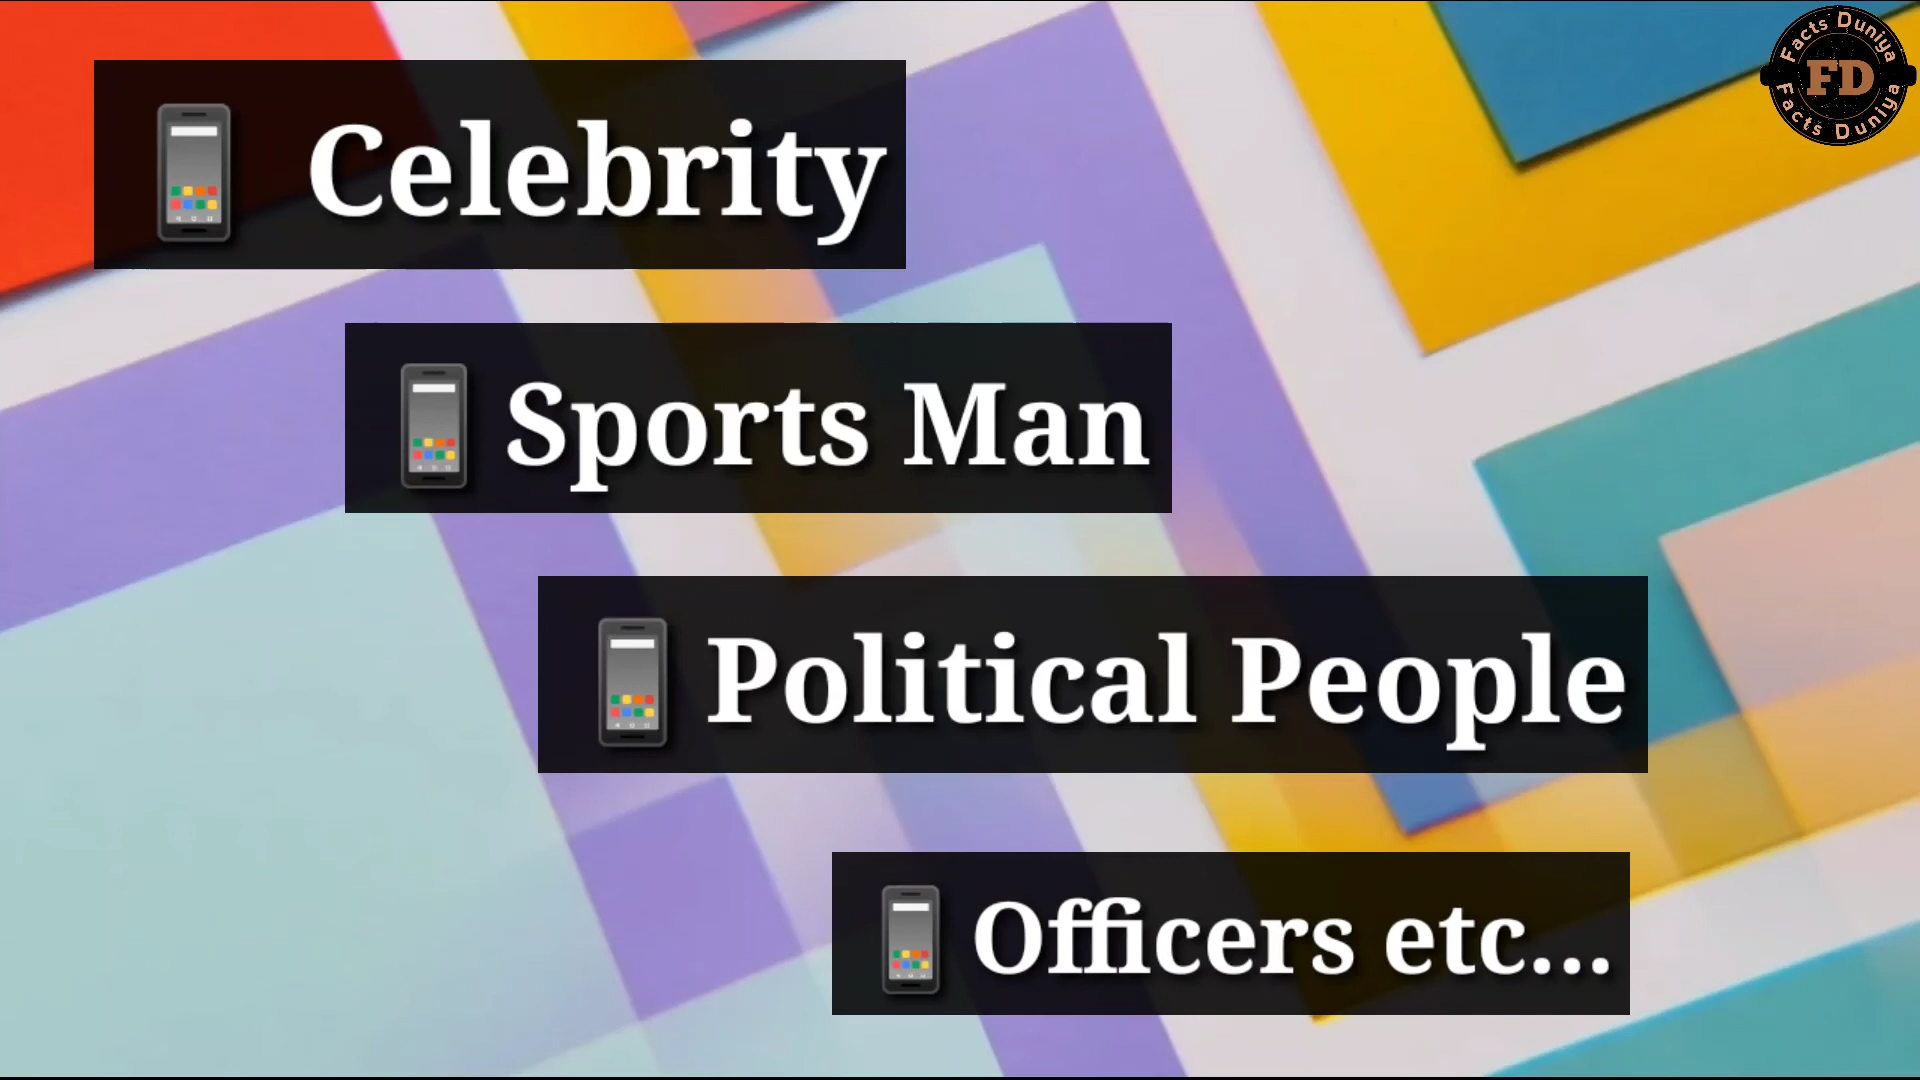 Facts Duniya
FD
Facts Duniya
Celebrity
Sports Man
Political People
Officers etc...